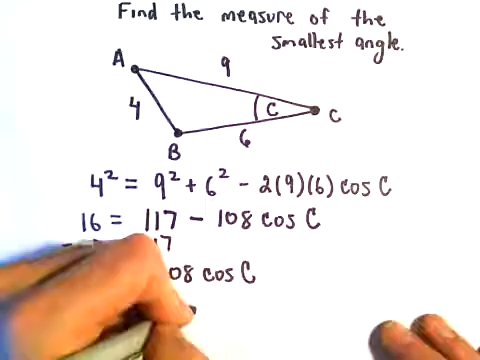 Find the measure of the
smallest angle.
A
9
4
C
C
6
B
4² = 9² + 6² - 2(9)(6) cos C
16 = 117 - 108 cos C
17
08 cos C